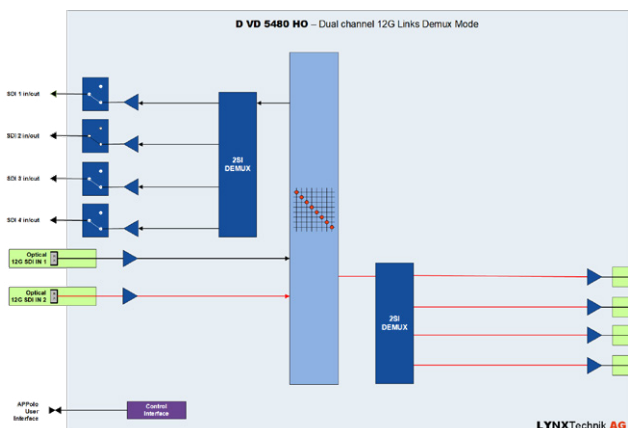 D VD 5480 HO – Dual channel 12G Links Demux Mode
SDI 1 in/out
SDI 2 in/out
SDI 3 in/out
SDI 4 in/out
2SI
DEMUX
Optical
12G SDI IN 1
Optical
12G SDI IN 2
2SI
DEMUX
APPolo
User
Interface
Control
Interface
LYNXTechnik AG